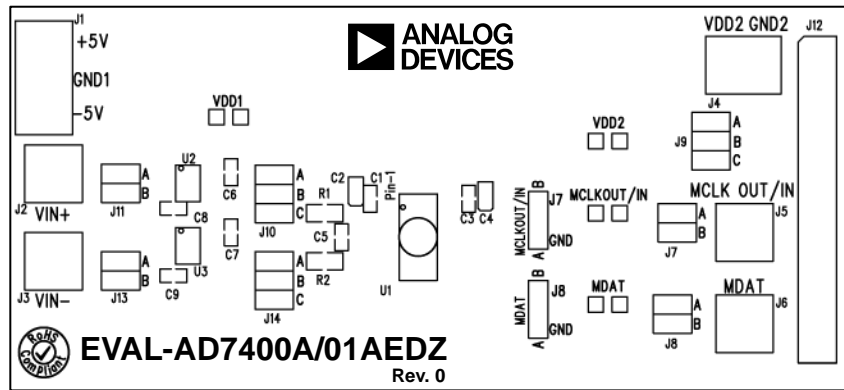 J1
+5V
GND1
-5V
ANALOG
DEVICES
VDD2 GND2
J12
VDD1
VDD2
J4
J9
A
B
C
J2
VIN+
J11
A
B
U2
C8
C6
J10
A
B
C
R1
C2
C1
Pin-1
C3
C4
MCLKOUT/IN
B
J7
GND
A
MCLKOUT/IN
MCLK OUT/IN
A
B
J7
J5
J3
VIN-
J13
A
B
U3
C9
C7
J14
A
B
C
C5
R2
U1
MDAT
B
J8
GND
A
MDAT
MDAT
A
B
J8
J6
RoHS
Compliant
EVAL-AD7400A/01AEDZ
Rev. 0